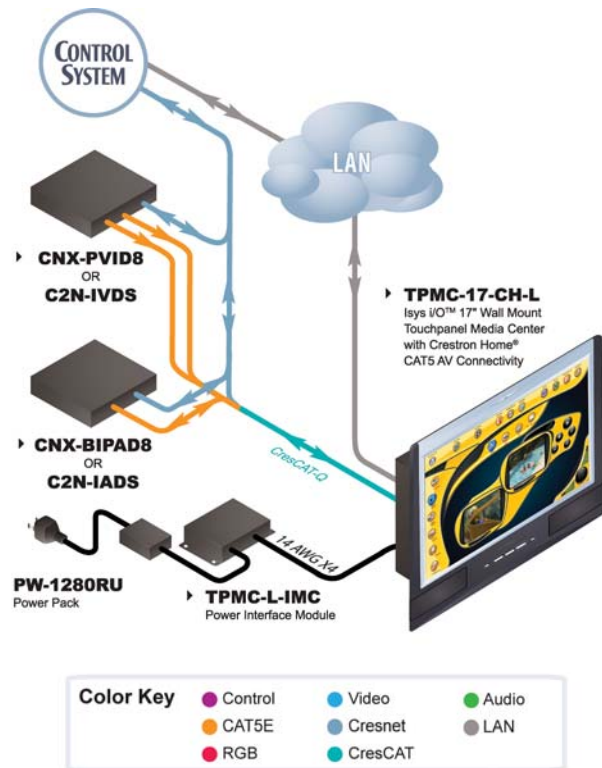 CONTROL
SYSTEM
LAN
CNX-PVID8
OR
C2N-IVDS
TPMC-17-CH-L
Isys i/O™ 17" Wall Mount
Touchpanel Media Center
with Crestron Home®
CAT5 AV Connectivity
CNX-BIPAD8
OR
C2N-IADS
CresCAT-Q
14 AWG X4
PW-1280RU
Power Pack
TPMC-L-IMC
Power Interface Module
Color Key
Control
Video
Audio
CAT5E
Cresnet
LAN
RGB
CresCAT